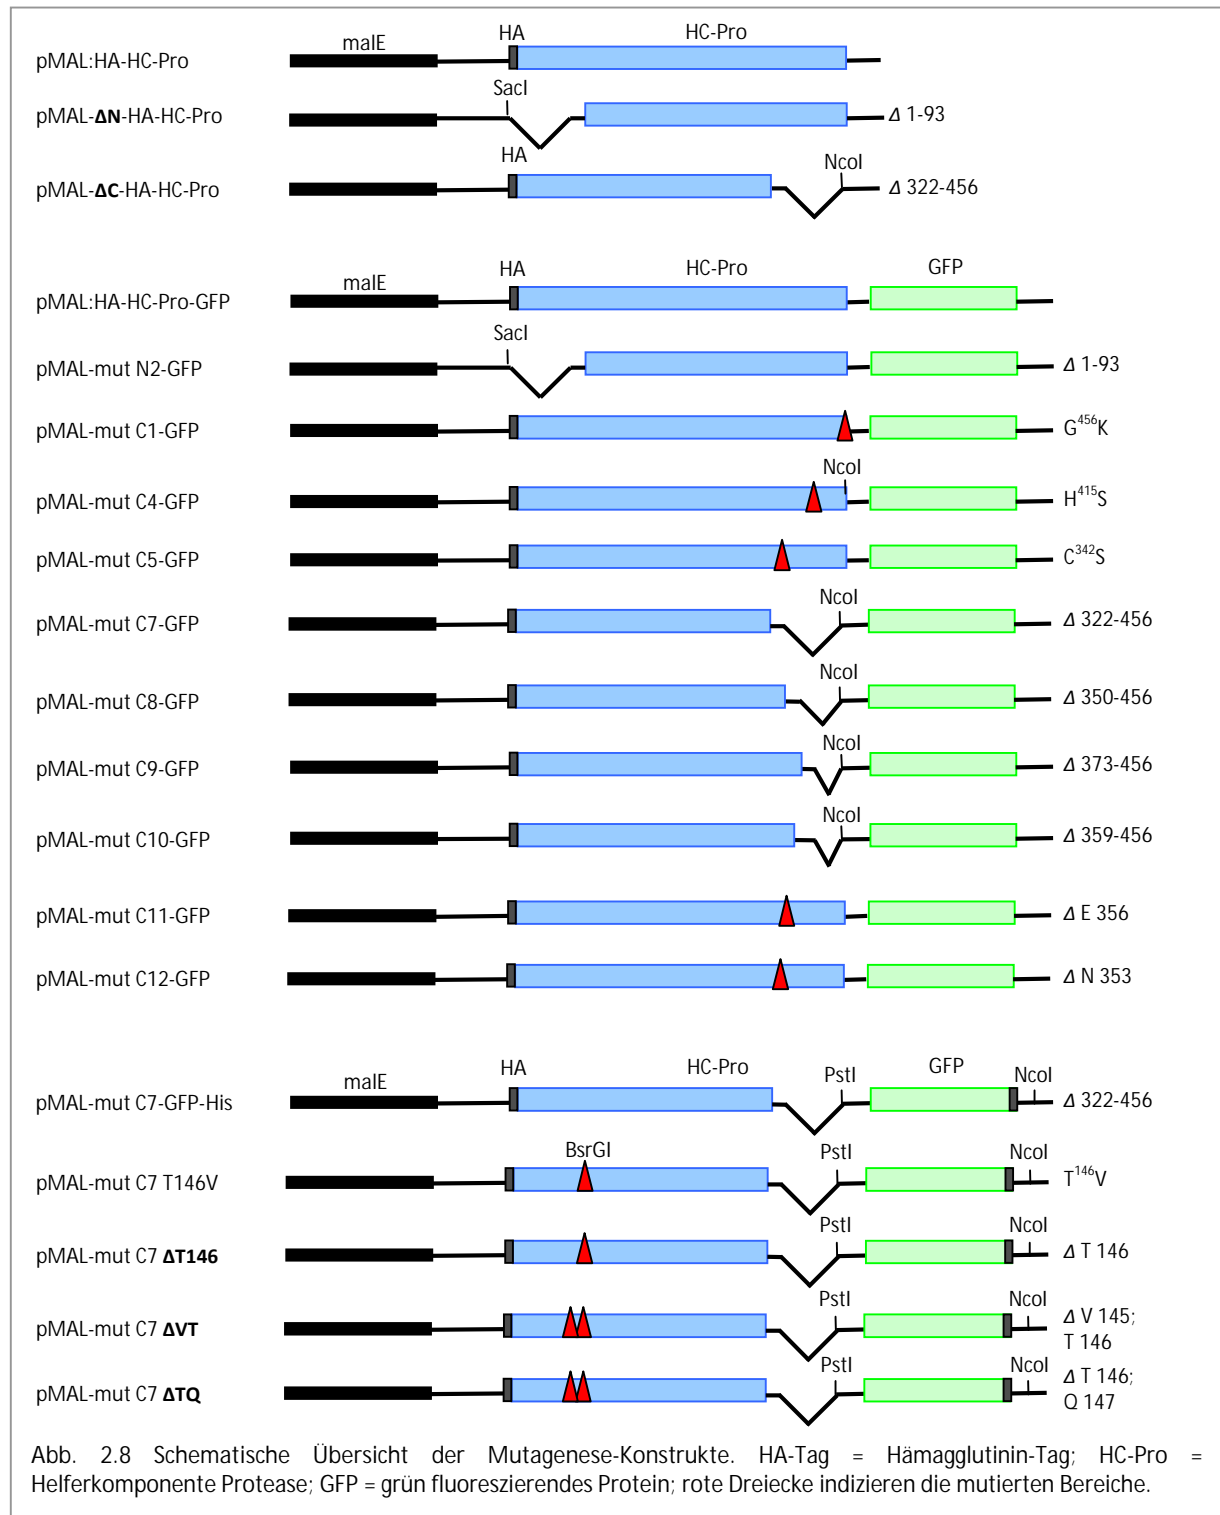 malE HA HC-Pro
pMAL:HA-HC-Pro
SacI
pMAL-ΔN-HA-HC-Pro Δ 1-93
HA NcoI
pMAL-ΔC-HA-HC-Pro Δ 322-456
malE HA HC-Pro GFP
pMAL:HA-HC-Pro-GFP
SacI
pMAL-mut N2-GFP Δ 1-93
pMAL-mut C1-GFP G⁴⁵⁶K
NcoI
pMAL-mut C4-GFP H⁴¹⁵S
pMAL-mut C5-GFP C³⁴²S
NcoI
pMAL-mut C7-GFP Δ 322-456
NcoI
pMAL-mut C8-GFP Δ 350-456
NcoI
pMAL-mut C9-GFP Δ 373-456
NcoI
pMAL-mut C10-GFP Δ 359-456
pMAL-mut C11-GFP Δ E 356
pMAL-mut C12-GFP Δ N 353
malE HA HC-Pro PstI GFP NcoI
pMAL-mut C7-GFP-His Δ 322-456
BsrGI PstI NcoI
pMAL-mut C7 T146V T¹⁴⁶V
PstI NcoI
pMAL-mut C7 ΔT146 Δ T 146
PstI NcoI
pMAL-mut C7 ΔVT Δ V 145;
T 146
PstI NcoI
pMAL-mut C7 ΔTQ Δ T 146;
Q 147
Abb. 2.8 Schematische Übersicht der Mutagenese-Konstrukte. HA-Tag = Hämagglutinin-Tag; HC-Pro =
Helferkomponente Protease; GFP = grün fluoreszierendes Protein; rote Dreiecke indizieren die mutierten Bereiche.